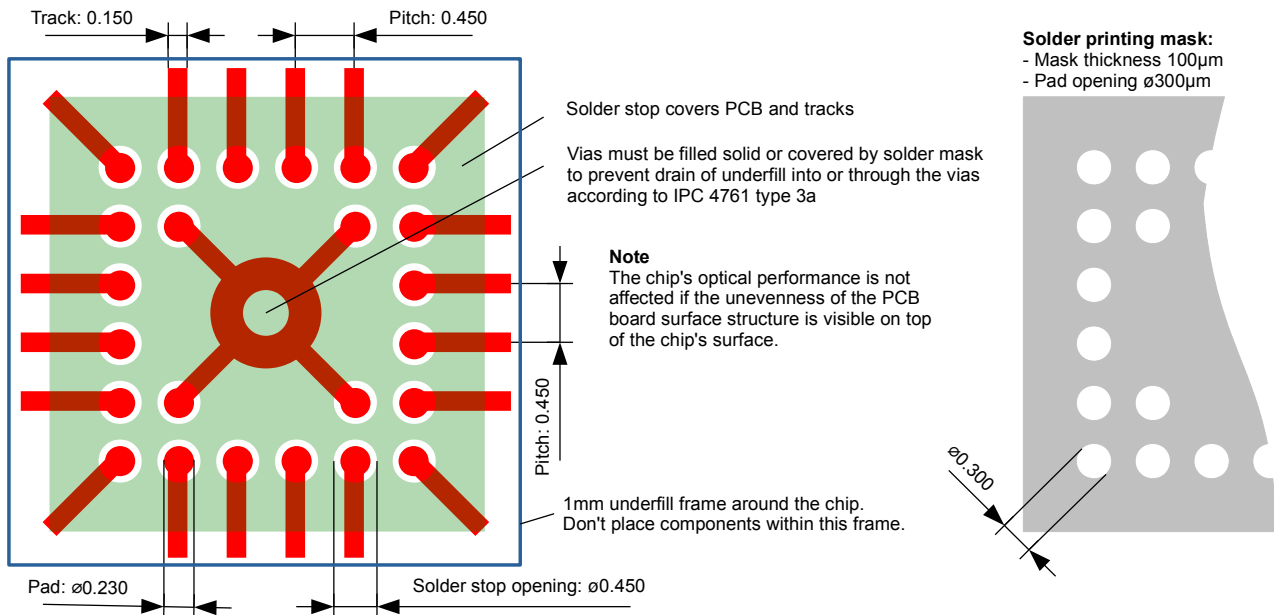 Track: 0.150
Pitch: 0.450
Solder printing mask:
- Mask thickness 100µm
- Pad opening ø300µm
Solder stop covers PCB and tracks
Vias must be filled solid or covered by solder mask
to prevent drain of underfill into or through the vias
according to IPC 4761 type 3a
Note
The chip's optical performance is not
affected if the unevenness of the PCB
board surface structure is visible on top
of the chip's surface.
Pitch: 0.450
ø0.300
1mm underfill frame around the chip.
Don't place components within this frame.
Pad: ø0.230
Solder stop opening: ø0.450